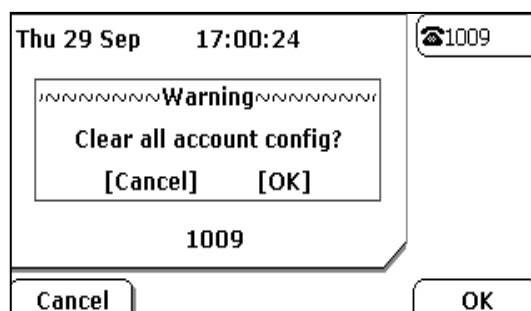 Thu 29 Sep 17:00:24
☎1009
~~~~~~~~Warning~~~~~~~~
Clear all account config?
[Cancel] [OK]
1009
Cancel OK